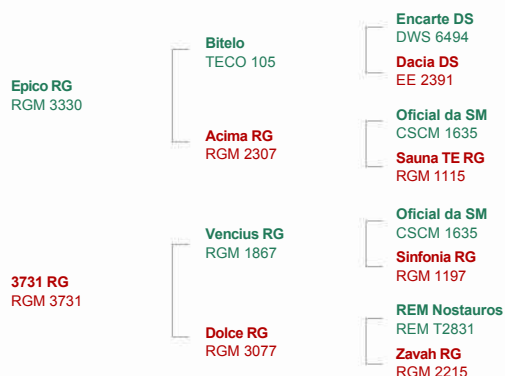 Epico RG
RGM 3330
Bitelo
TECO 105
Encarte DS
DWS 6494
Dacia DS
EE 2391
Acima RG
RGM 2307
Oficial da SM
CSCM 1635
Sauna TE RG
RGM 1115
3731 RG
RGM 3731
Vencius RG
RGM 1867
Oficial da SM
CSCM 1635
Sinfonia RG
RGM 1197
Dolce RG
RGM 3077
REM Nostauros
REM T2831
Zavah RG
RGM 2215